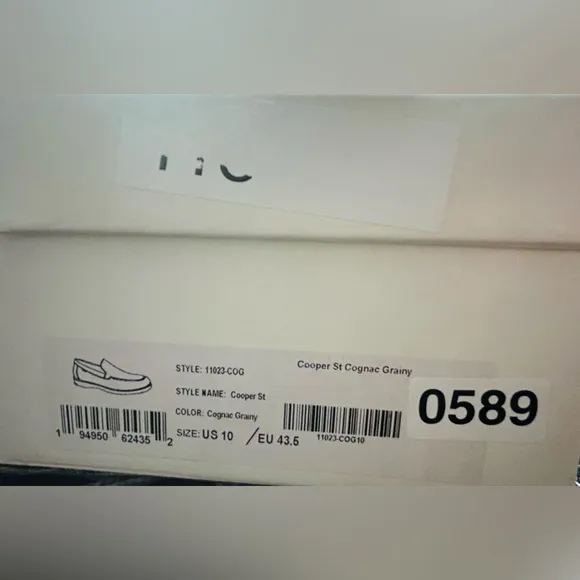 STYLE: 11023-COG
Cooper St Cognac Grainy
STYLE NAME: Cooper St
COLOR: Cognac Grainy
SIZE: US 10 / EU 43.5
1 94950 62435 2
11023-COG10
0589